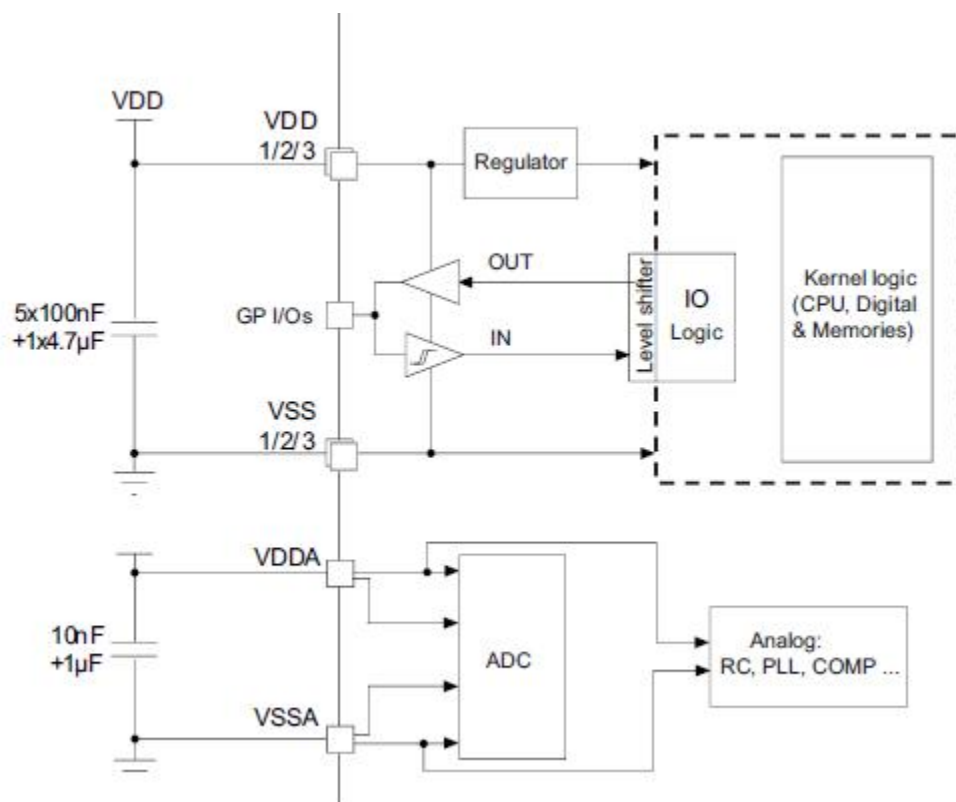 VDD
VDD
1/2/3
Regulator
OUT
Level shifter
IO
Logic
Kernel logic
(CPU, Digital
& Memories)
GP I/Os
IN
5x100nF
+1x4.7µF
VSS
1/2/3
VDDA
10nF
+1µF
ADC
Analog:
RC, PLL, COMP ...
VSSA